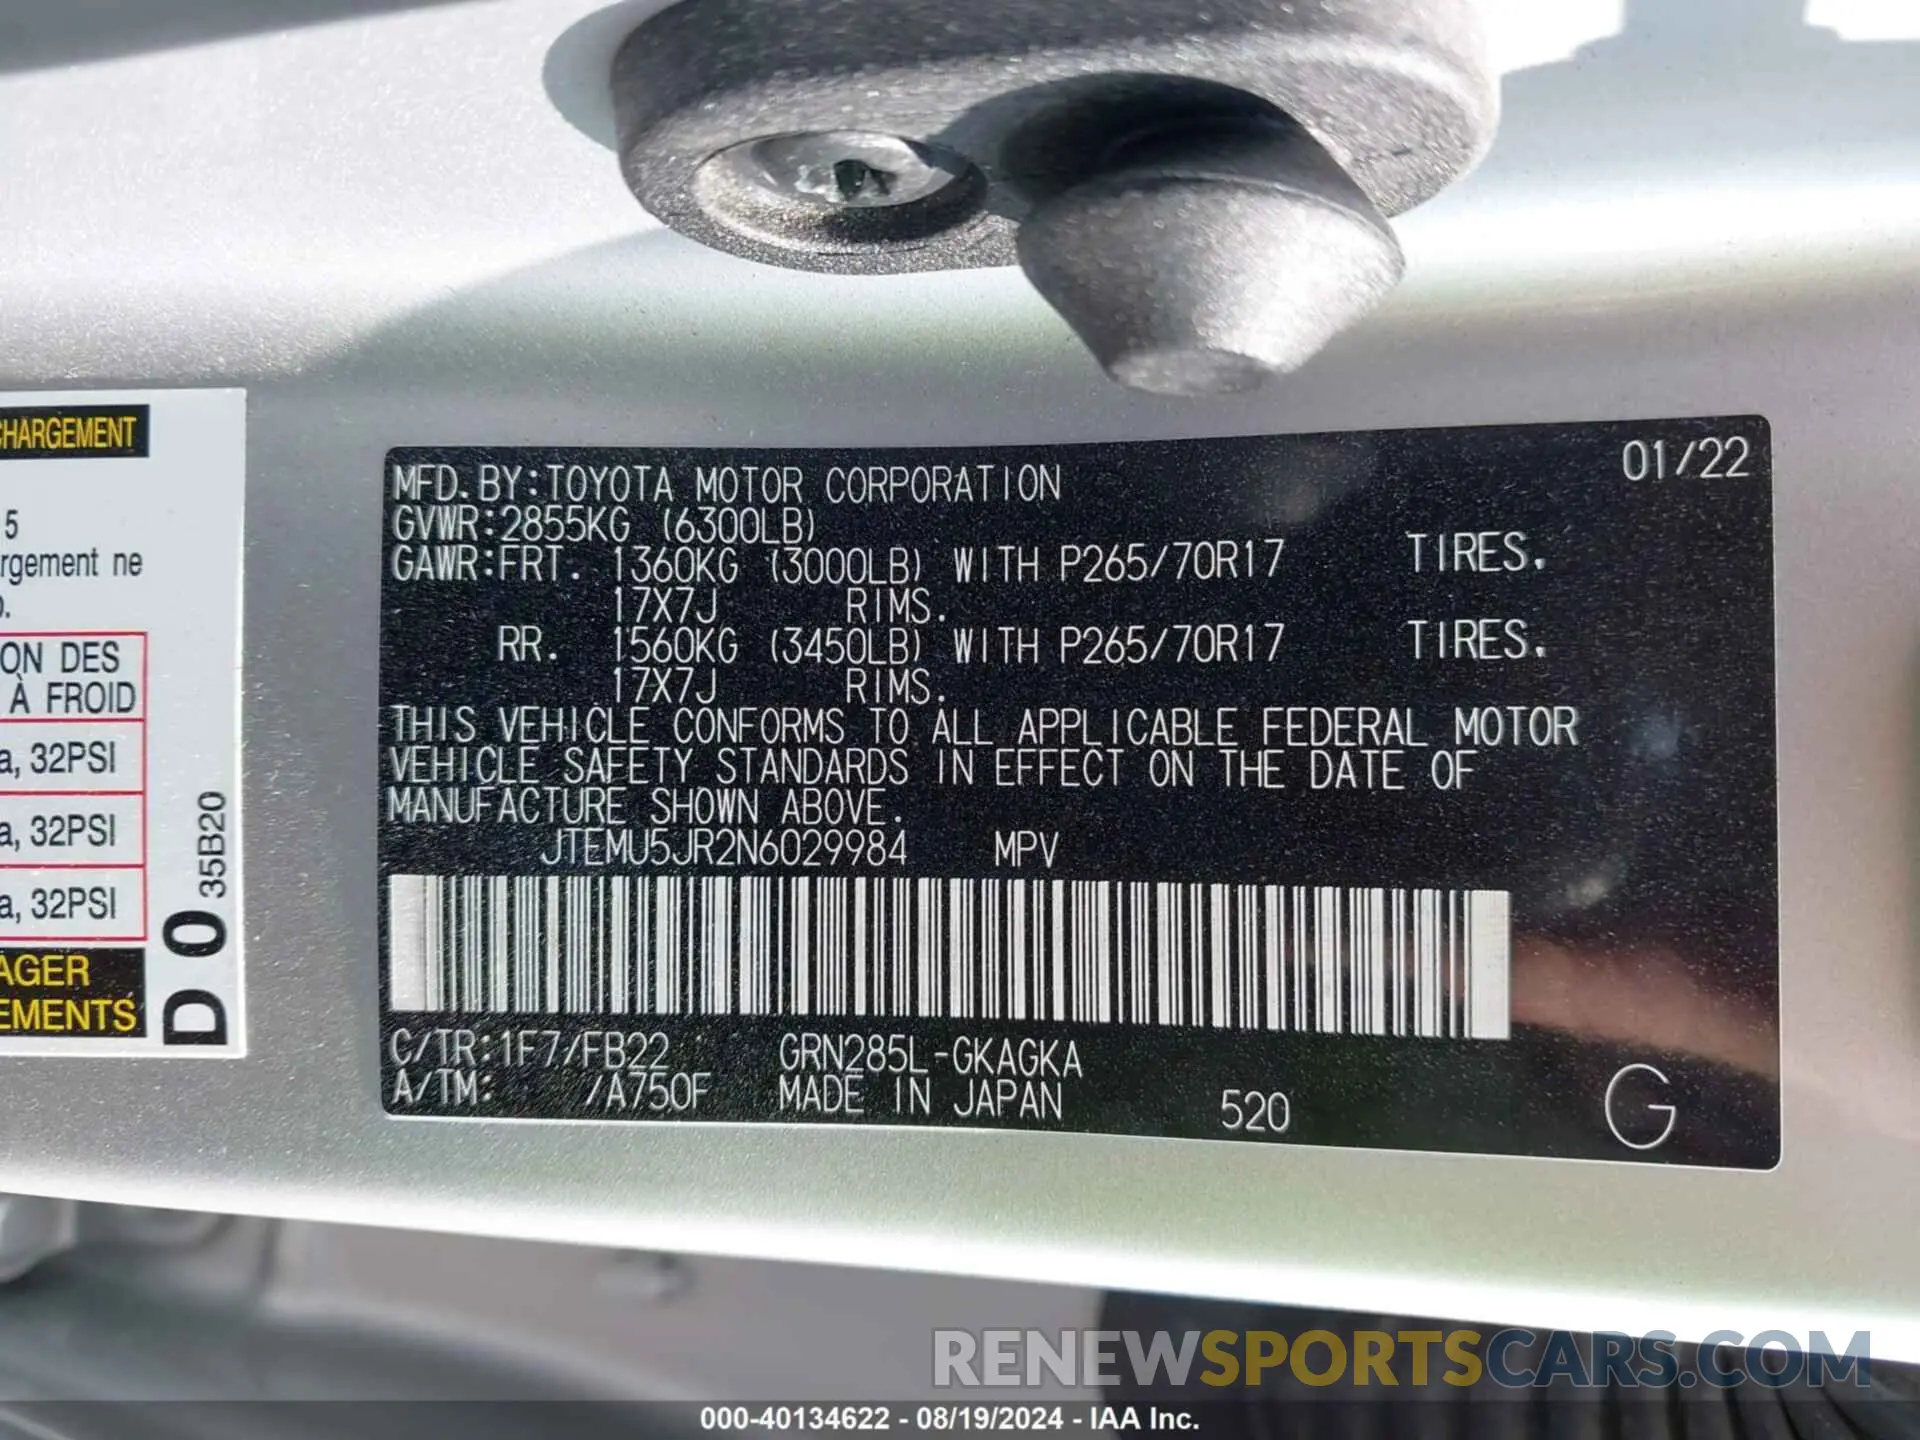 CHARGEMENT
5
rgement ne
ON DES
À FROID
a, 32PSI
a, 32PSI
a, 32PSI
AGER
EMENTS
D 0 35B20
01/22
MFD. BY:TOYOTA MOTOR CORPORATION
GVWR:2855KG (6300LB)
GAWR:FRT. 1360KG (3000LB) WITH P265/70R17 TIRES.
17X7J RIMS.
RR. 1560KG (3450LB) WITH P265/70R17 TIRES.
17X7J RIMS.
THIS VEHICLE CONFORMS TO ALL APPLICABLE FEDERAL MOTOR
VEHICLE SAFETY STANDARDS IN EFFECT ON THE DATE OF
MANUFACTURE SHOWN ABOVE.
JTEMU5JR2N6029984 MPV
C/TR:1F7/FB22 GRN285L-GKAGKA
A/TM: /A750F MADE IN JAPAN 520 G
RENEWSPORTSCARS.COM
000-40134622 - 08/19/2024 - IAA Inc.